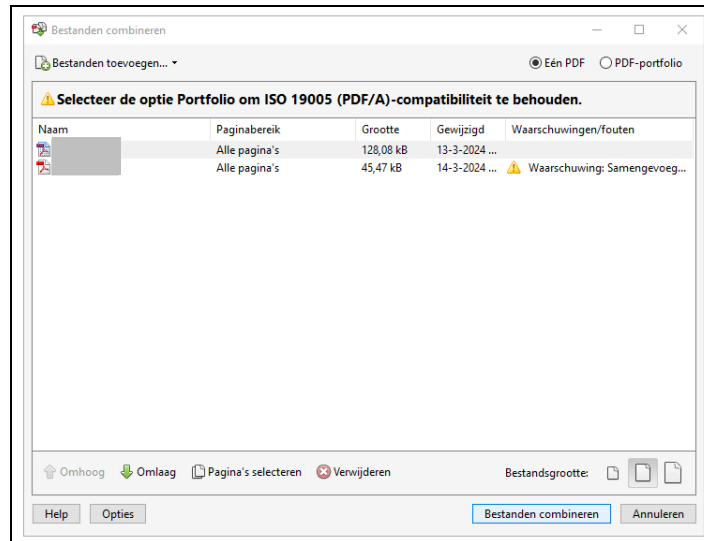 Bestanden combineren
Bestanden toevoegen...
Eén PDF PDF-portfolio
Selecteer de optie Portfolio om ISO 19005 (PDF/A)-compatibiliteit te behouden.
Naam Paginabereik Grootte Gewijzigd Waarschuwingen/fouten
Alle pagina's 128,08 kB 13-3-2024 ...
Alle pagina's 45,47 kB 14-3-2024 ... Waarschuwing: Samengevoeg...
Omhoog Omlaag Pagina's selecteren Verwijderen Bestandsgrootte:
Help Opties Bestanden combineren Annuleren